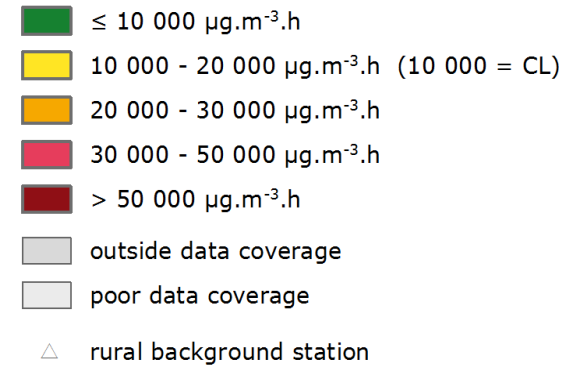 ≤ 10 000 µg.m⁻³.h
10 000 - 20 000 µg.m⁻³.h (10 000 = CL)
20 000 - 30 000 µg.m⁻³.h
30 000 - 50 000 µg.m⁻³.h
> 50 000 µg.m⁻³.h
outside data coverage
poor data coverage
rural background station